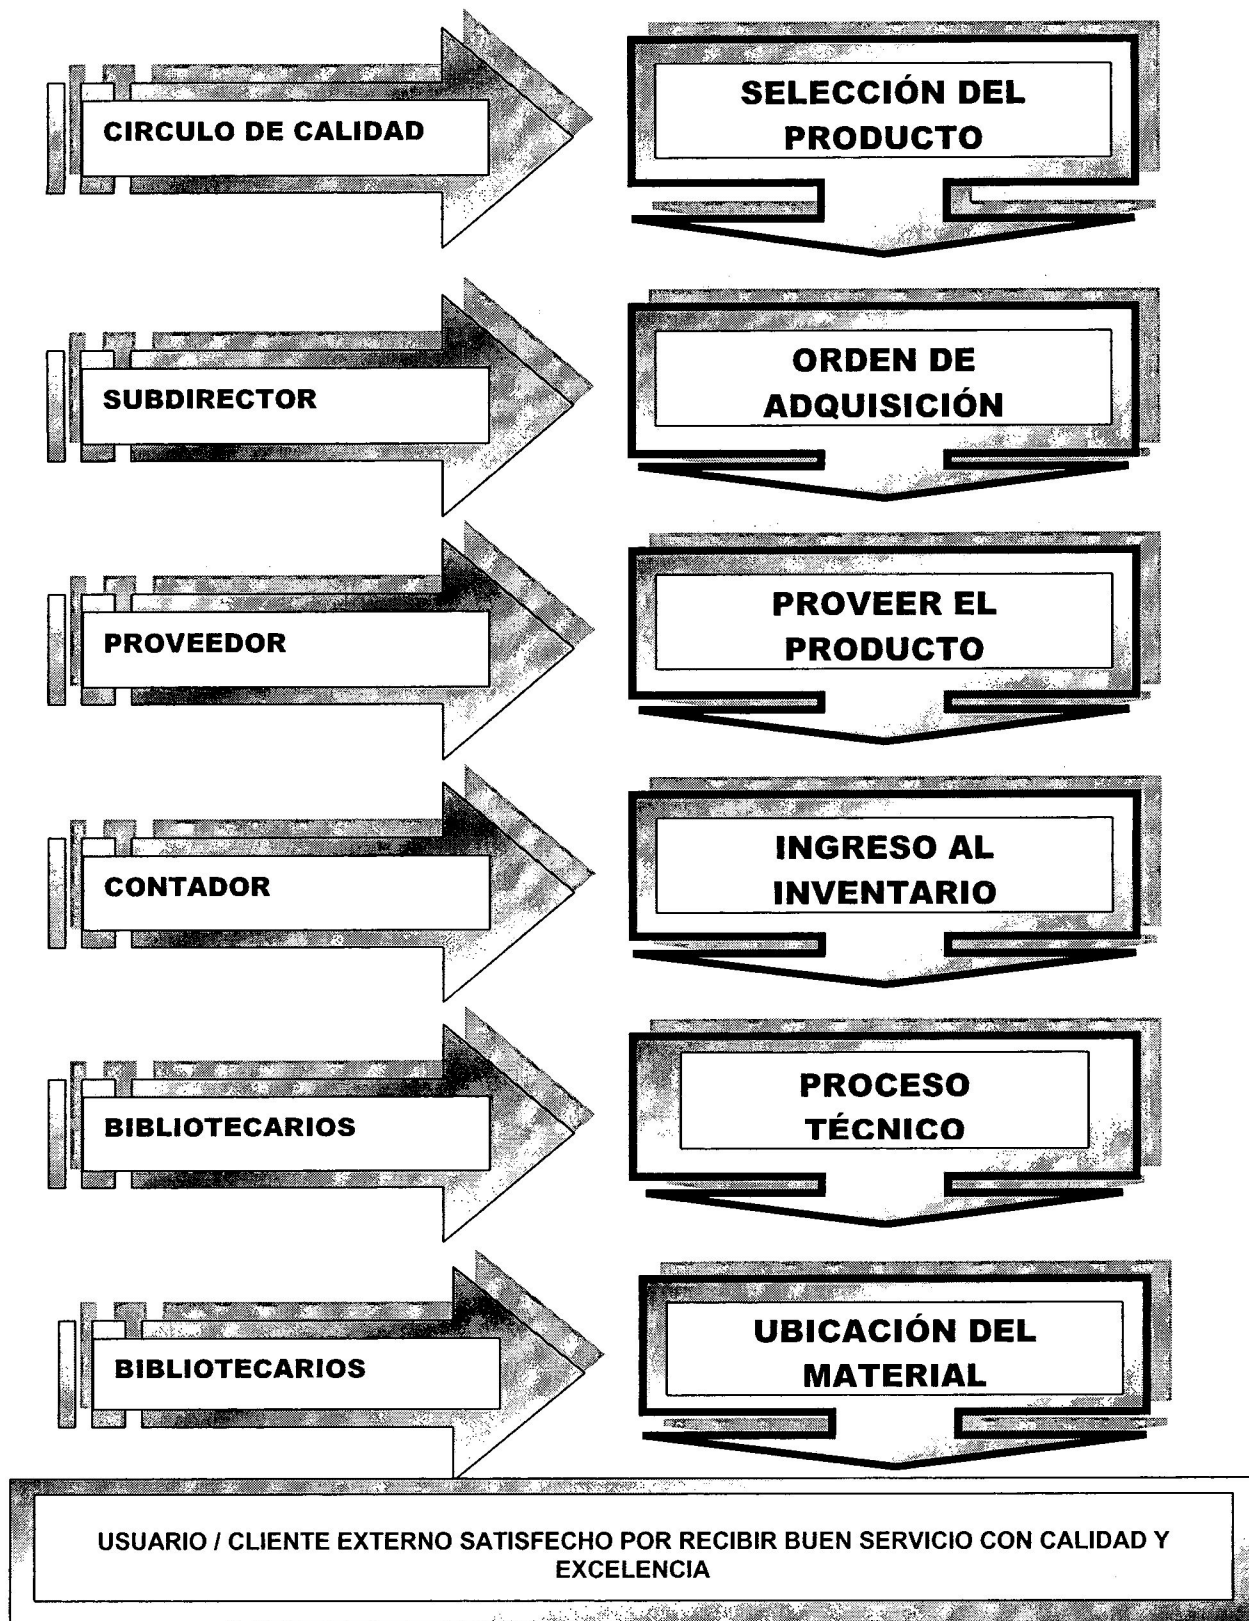 CIRCULO DE CALIDAD
SELECCIÓN DEL
PRODUCTO
SUBDIRECTOR
ORDEN DE
ADQUISICIÓN
PROVEEDOR
PROVEER EL
PRODUCTO
CONTADOR
INGRESO AL
INVENTARIO
BIBLIOTECARIOS
PROCESO
TÉCNICO
BIBLIOTECARIOS
UBICACIÓN DEL
MATERIAL
USUARIO / CLIENTE EXTERNO SATISFECHO POR RECIBIR BUEN SERVICIO CON CALIDAD Y
EXCELENCIA